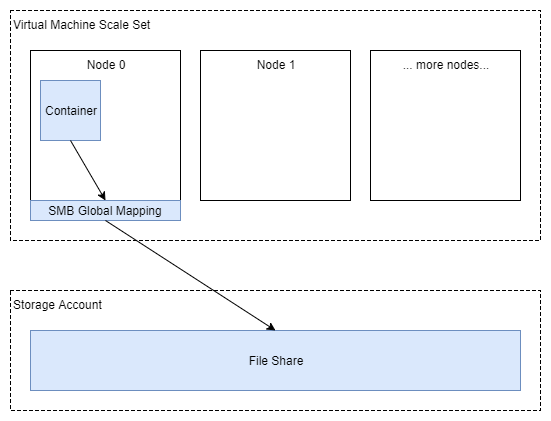 Virtual Machine Scale Set
Node 0
Node 1
... more nodes...
Container
SMB Global Mapping
Storage Account
File Share